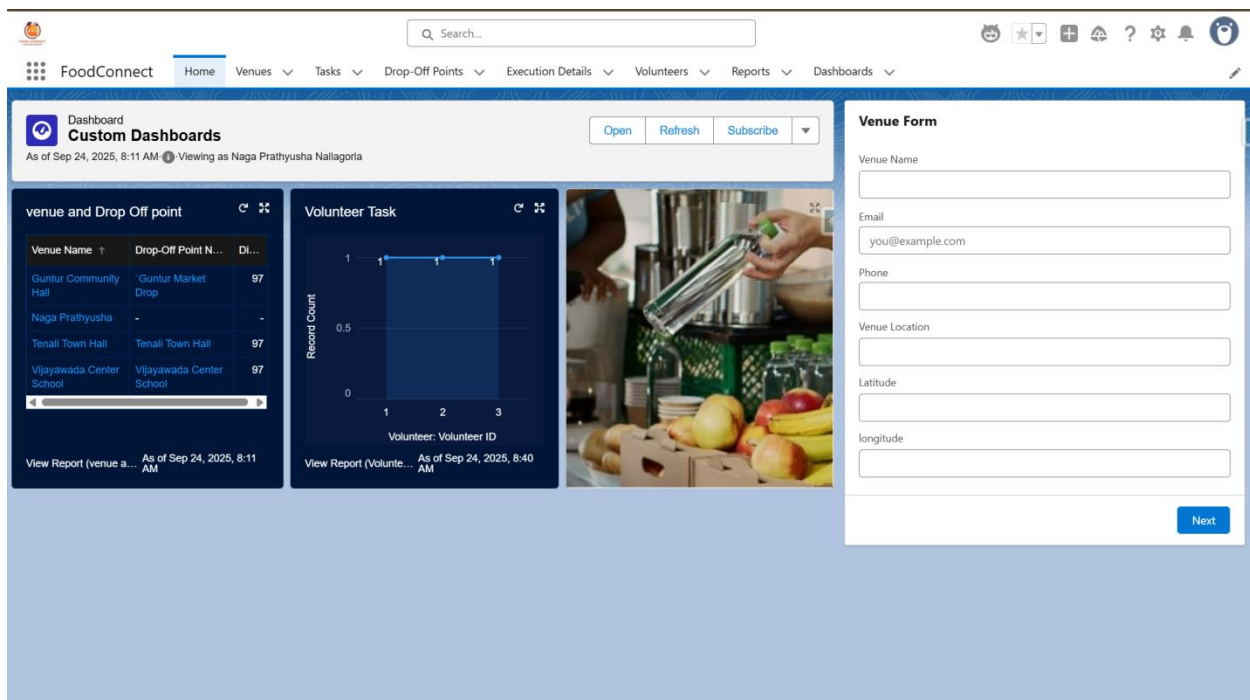 Search...
FoodConnect
Home
Venues
Tasks
Drop-Off Points
Execution Details
Volunteers
Reports
Dashboards
Dashboard
Custom Dashboards
As of Sep 24, 2025, 8:11 AM·Viewing as Naga Prathyusha Nallagorla
Open
Refresh
Subscribe
venue and Drop Off point
Venue Name ↑ Drop-Off Point N... Di...
Guntur Community Hall ´Guntur Market Drop 97
Naga Prathyusha - -
Tenali Town Hall Tenali Town Hall 97
Vijayawada Center School Vijayawada Center School 97
View Report (venue a... As of Sep 24, 2025, 8:11 AM
Volunteer Task
Record Count
1
0.5
0
1 1 1
1 2 3
Volunteer: Volunteer ID
View Report (Volunte... As of Sep 24, 2025, 8:40 AM
Venue Form
Venue Name
Email
you@example.com
Phone
Venue Location
Latitude
longitude
Next